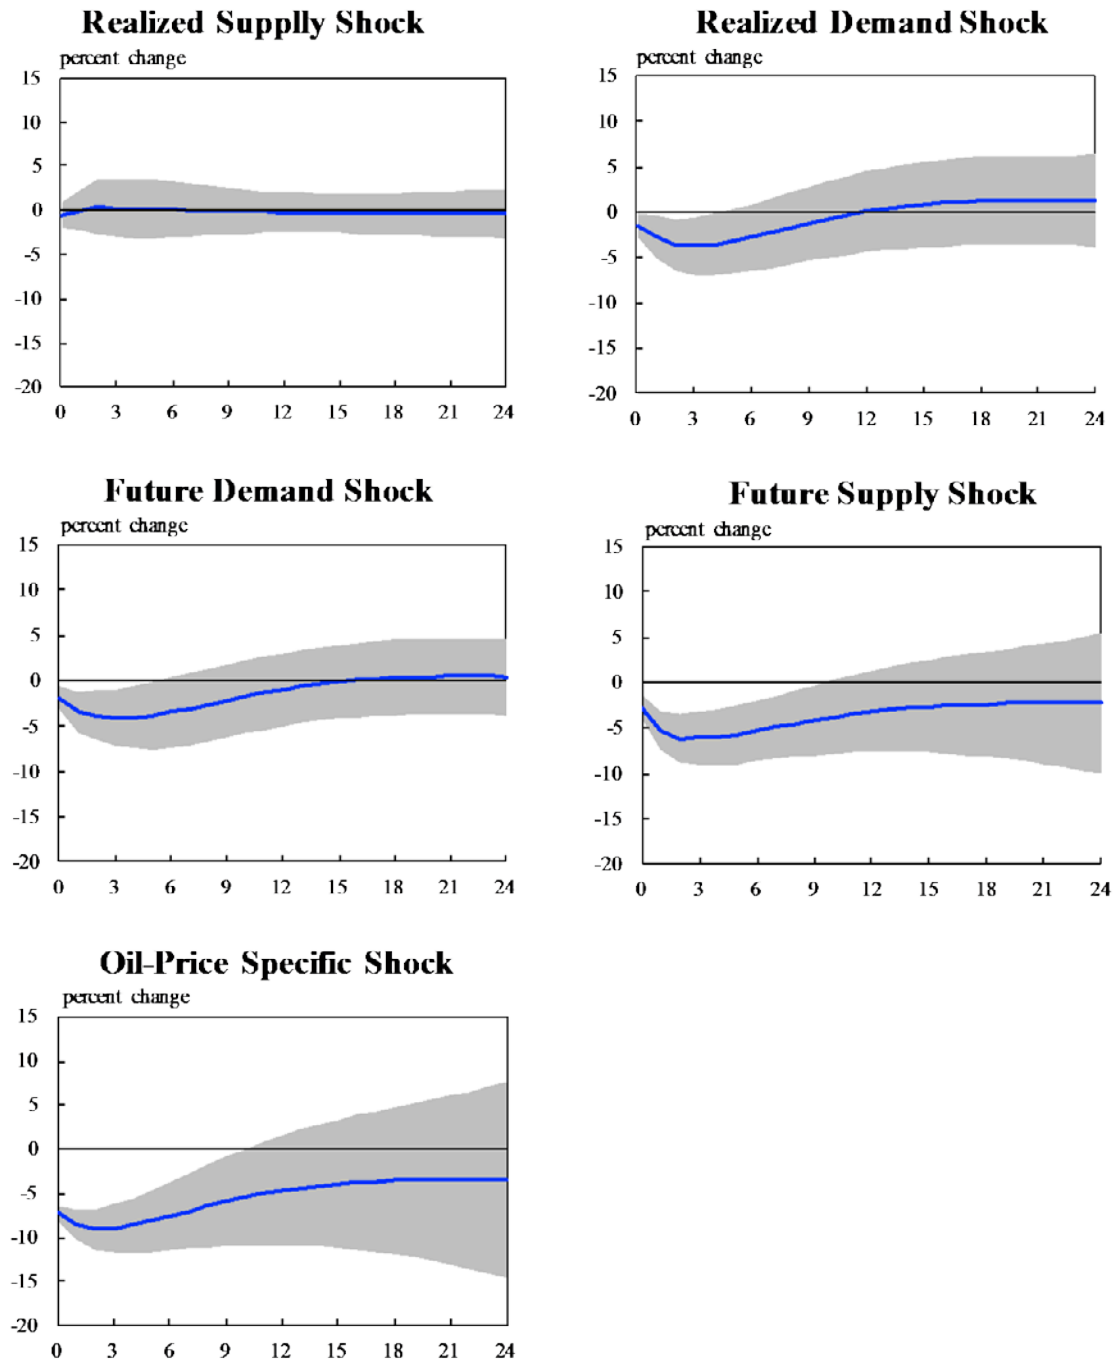 Realized Supplly Shock
percent change
15
10
5
0
-5
-10
-15
-20
0 3 6 9 12 15 18 21 24
Realized Demand Shock
percent change
15
10
5
0
-5
-10
-15
-20
0 3 6 9 12 15 18 21 24
Future Demand Shock
percent change
15
10
5
0
-5
-10
-15
-20
0 3 6 9 12 15 18 21 24
Future Supply Shock
percent change
15
10
5
0
-5
-10
-15
-20
0 3 6 9 12 15 18 21 24
Oil-Price Specific Shock
percent change
15
10
5
0
-5
-10
-15
-20
0 3 6 9 12 15 18 21 24